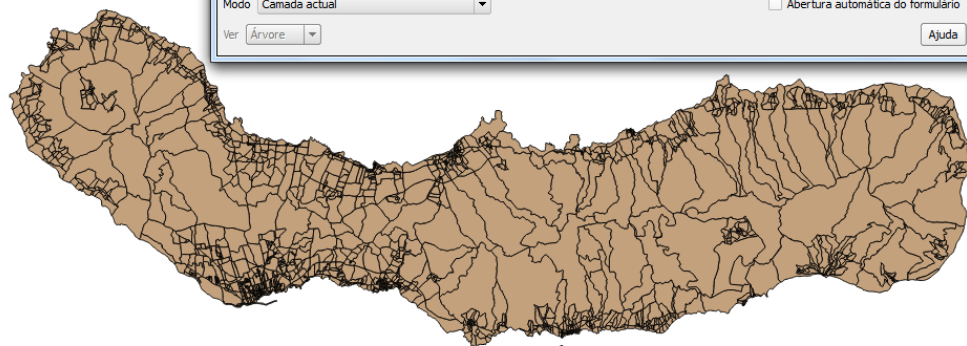 Modo Camada actual Abertura automática do formulário
Ver Árvore Ajuda